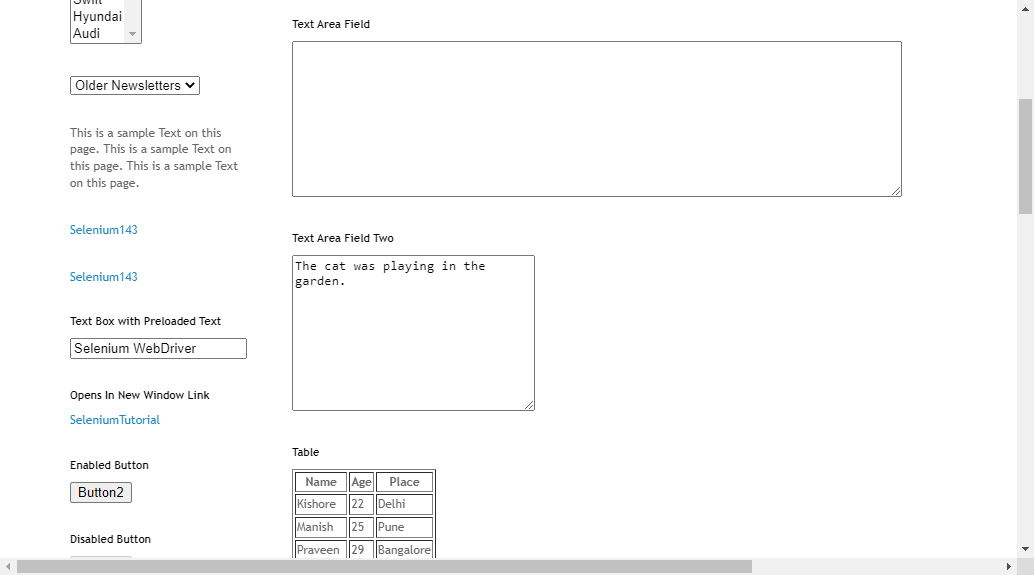 Swift
Hyundai
Audi
Older Newsletters
This is a sample Text on this
page. This is a sample Text on
this page. This is a sample Text
on this page.
Selenium143
Selenium143
Text Box with Preloaded Text
Selenium WebDriver
Opens In New Window Link
SeleniumTutorial
Enabled Button
Button2
Disabled Button
Text Area Field
Text Area Field Two
The cat was playing in the
garden.
Table
Name Age Place
Kishore 22 Delhi
Manish 25 Pune
Praveen 29 Bangalore